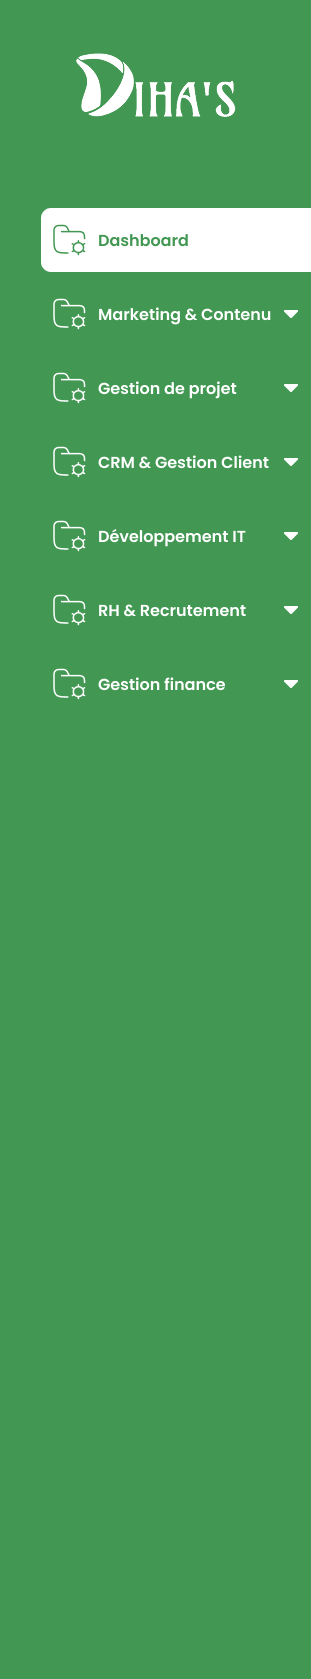 DIHA'S
Dashboard
Marketing & Contenu
Gestion de projet
CRM & Gestion Client
Développement IT
RH & Recrutement
Gestion finance